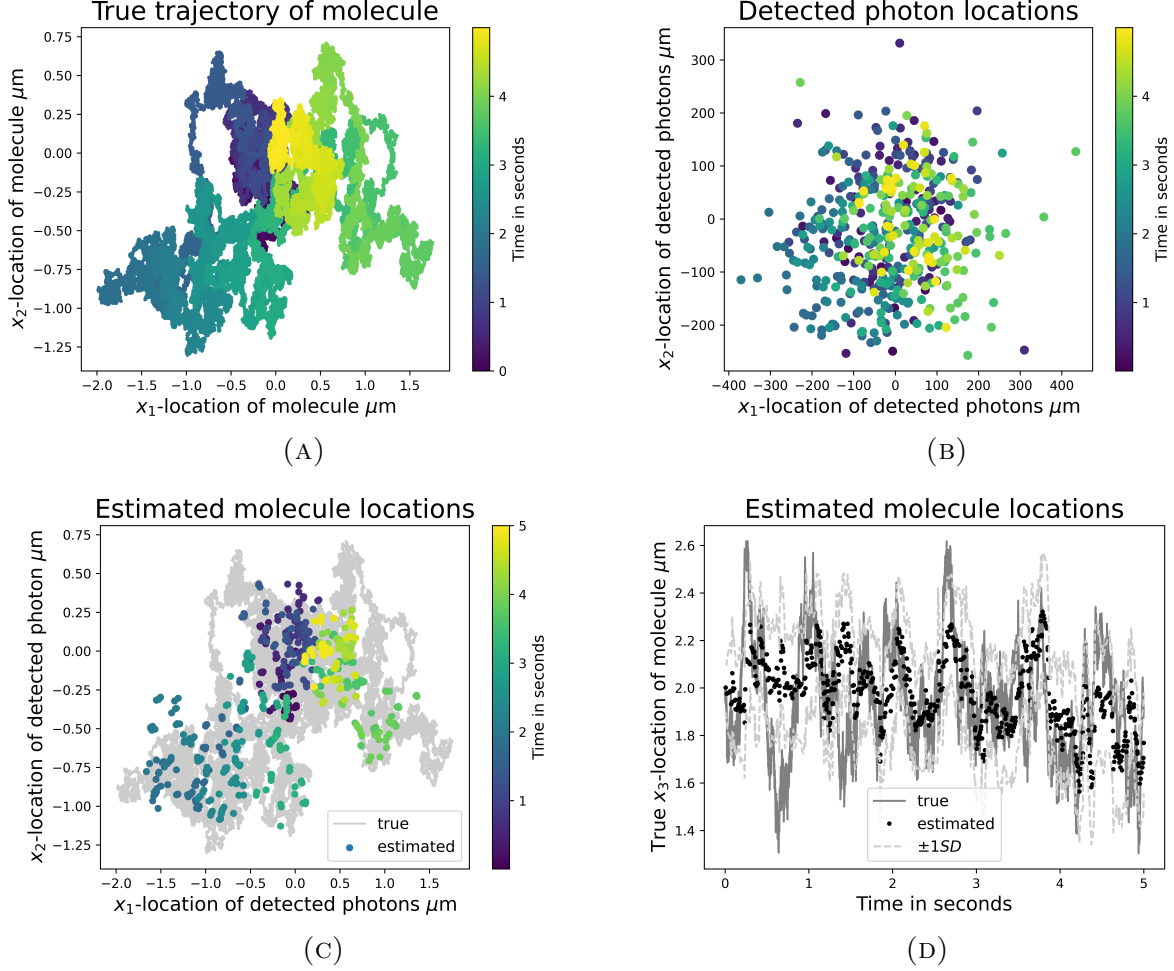 True trajectory of molecule
0.75
0.50
0.25
0.00
−0.25
−0.50
−0.75
−1.00
−1.25
x₂-location of molecule μm
−2.0 −1.5 −1.0 −0.5 0.0 0.5 1.0 1.5
x₁-location of molecule μm
4
3
2
1
0
Time in seconds
(A)
Detected photon locations
300
200
100
0
−100
−200
x₂-location of detected photons μm
−400 −300 −200 −100 0 100 200 300 400
x₁-location of detected photons μm
4
3
2
1
Time in seconds
(B)
Estimated molecule locations
0.75
0.50
0.25
0.00
−0.25
−0.50
−0.75
−1.00
−1.25
x₂-location of detected photon μm
true
estimated
−2.0 −1.5 −1.0 −0.5 0.0 0.5 1.0 1.5
x₁-location of detected photons μm
5
4
3
2
1
Time in seconds
(C)
Estimated molecule locations
2.6
2.4
2.2
2.0
1.8
1.6
1.4
True x₃-location of molecule μm
true
estimated
±1SD
0 1 2 3 4 5
Time in seconds
(D)